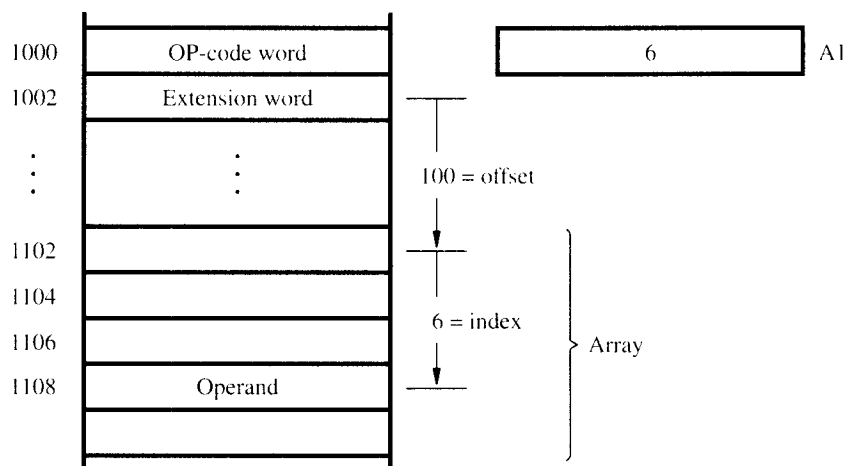 1000 OP-code word 6 A1
1002 Extension word
100 = offset
1102
1104
6 = index
1106 Array
1108 Operand